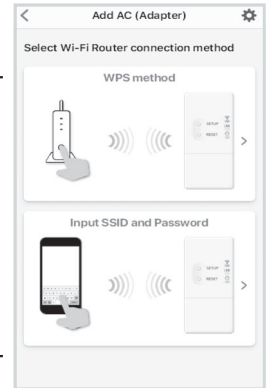 Add AC (Adapter)
Select Wi-Fi Router connection method
WPS method
SETUP
RESET
Input SSID and Password
SETUP
RESET